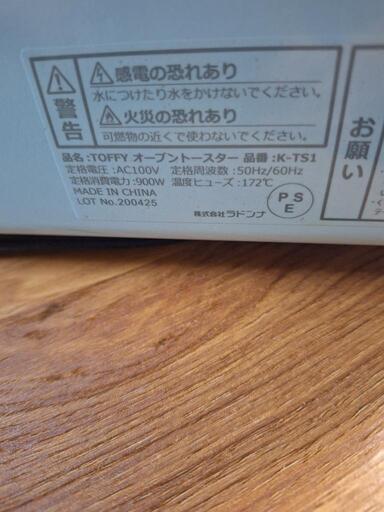 警告
感電の恐れあり
水につけたり水をかけないでください。
火災の恐れあり
可燃物の近くで使わないでください。
品名:TOFFY オーブントースター 品番:K-TS1
定格電圧:AC100V 定格周波数:50Hz/60Hz
定格消費電力:900W 温度ヒューズ:172℃
MADE IN CHINA
LOT No.200425
株式会社ラドンナ
PS
E
お願い